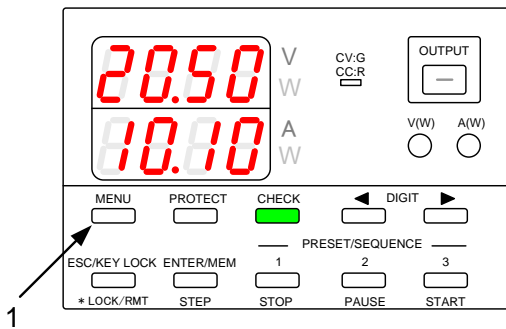 20.50 V W
CV:G
CC:R
OUTPUT
10.10 A W
V(W) A(W)
MENU PROTECT CHECK ◀ DIGIT ▶
PRESET/SEQUENCE
ESC/KEY LOCK ENTER/MEM 1 2 3
* LOCK/RMT STEP STOP PAUSE START
1